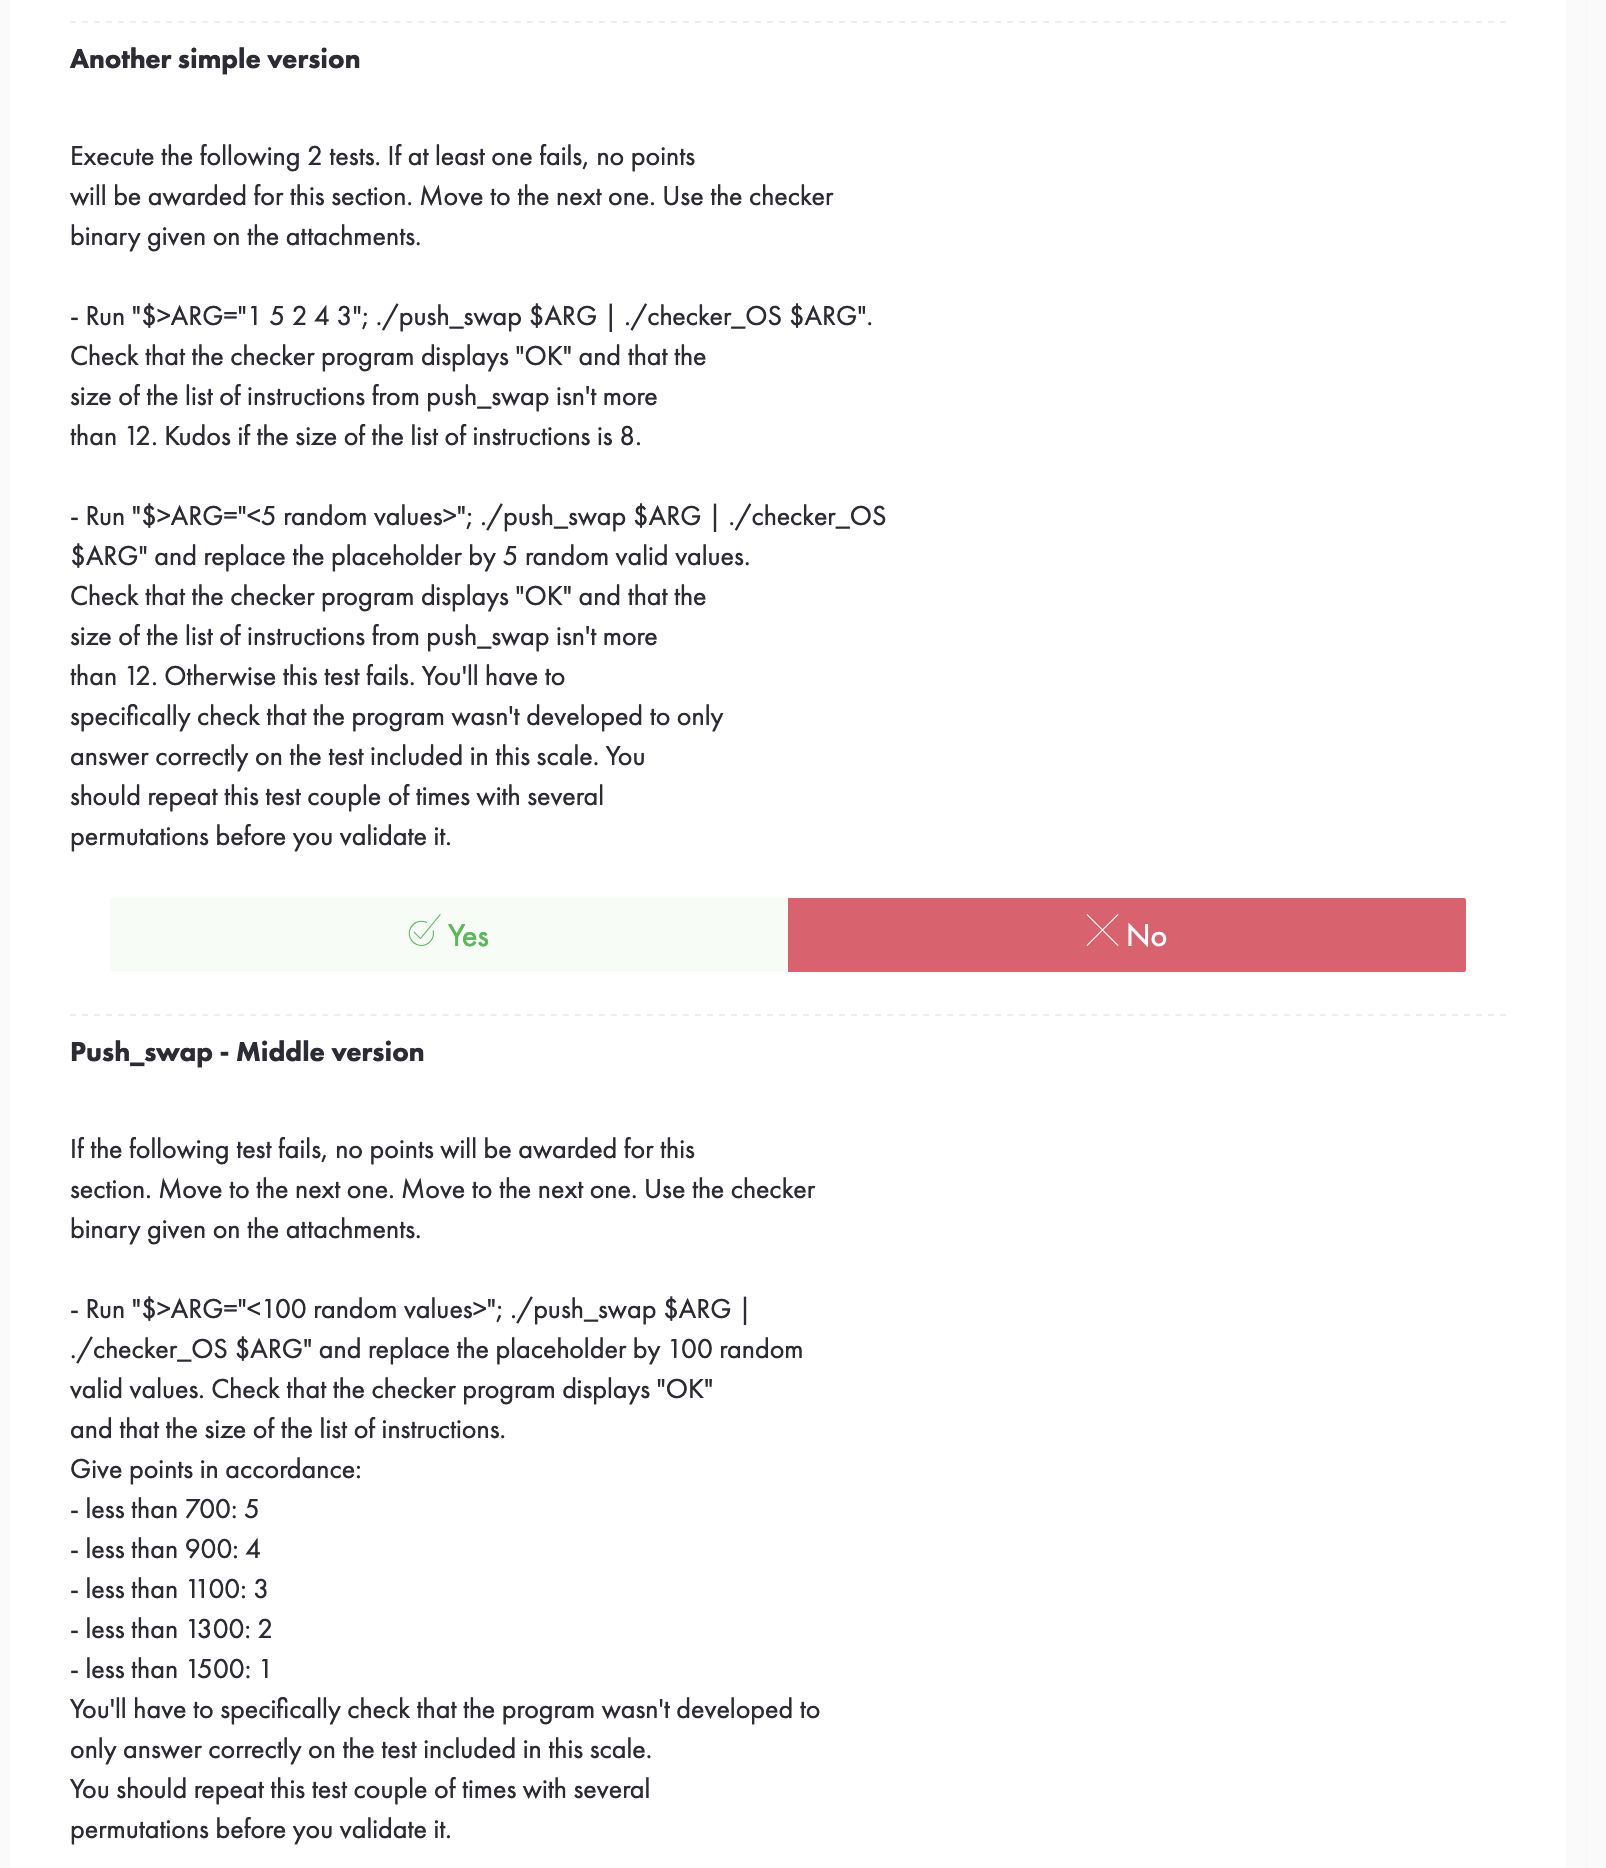 Another simple version
Execute the following 2 tests. If at least one fails, no points
will be awarded for this section. Move to the next one. Use the checker
binary given on the attachments.
- Run "$>ARG="1 5 2 4 3"; ./push_swap $ARG | ./checker_OS $ARG".
Check that the checker program displays "OK" and that the
size of the list of instructions from push_swap isn't more
than 12. Kudos if the size of the list of instructions is 8.
- Run "$>ARG="<5 random values>"; ./push_swap $ARG | ./checker_OS
$ARG" and replace the placeholder by 5 random valid values.
Check that the checker program displays "OK" and that the
size of the list of instructions from push_swap isn't more
than 12. Otherwise this test fails. You'll have to
specifically check that the program wasn't developed to only
answer correctly on the test included in this scale. You
should repeat this test couple of times with several
permutations before you validate it.
Yes
No
Push_swap - Middle version
If the following test fails, no points will be awarded for this
section. Move to the next one. Move to the next one. Use the checker
binary given on the attachments.
- Run "$>ARG="<100 random values>"; ./push_swap $ARG |
./checker_OS $ARG" and replace the placeholder by 100 random
valid values. Check that the checker program displays "OK"
and that the size of the list of instructions.
Give points in accordance:
- less than 700: 5
- less than 900: 4
- less than 1100: 3
- less than 1300: 2
- less than 1500: 1
You'll have to specifically check that the program wasn't developed to
only answer correctly on the test included in this scale.
You should repeat this test couple of times with several
permutations before you validate it.